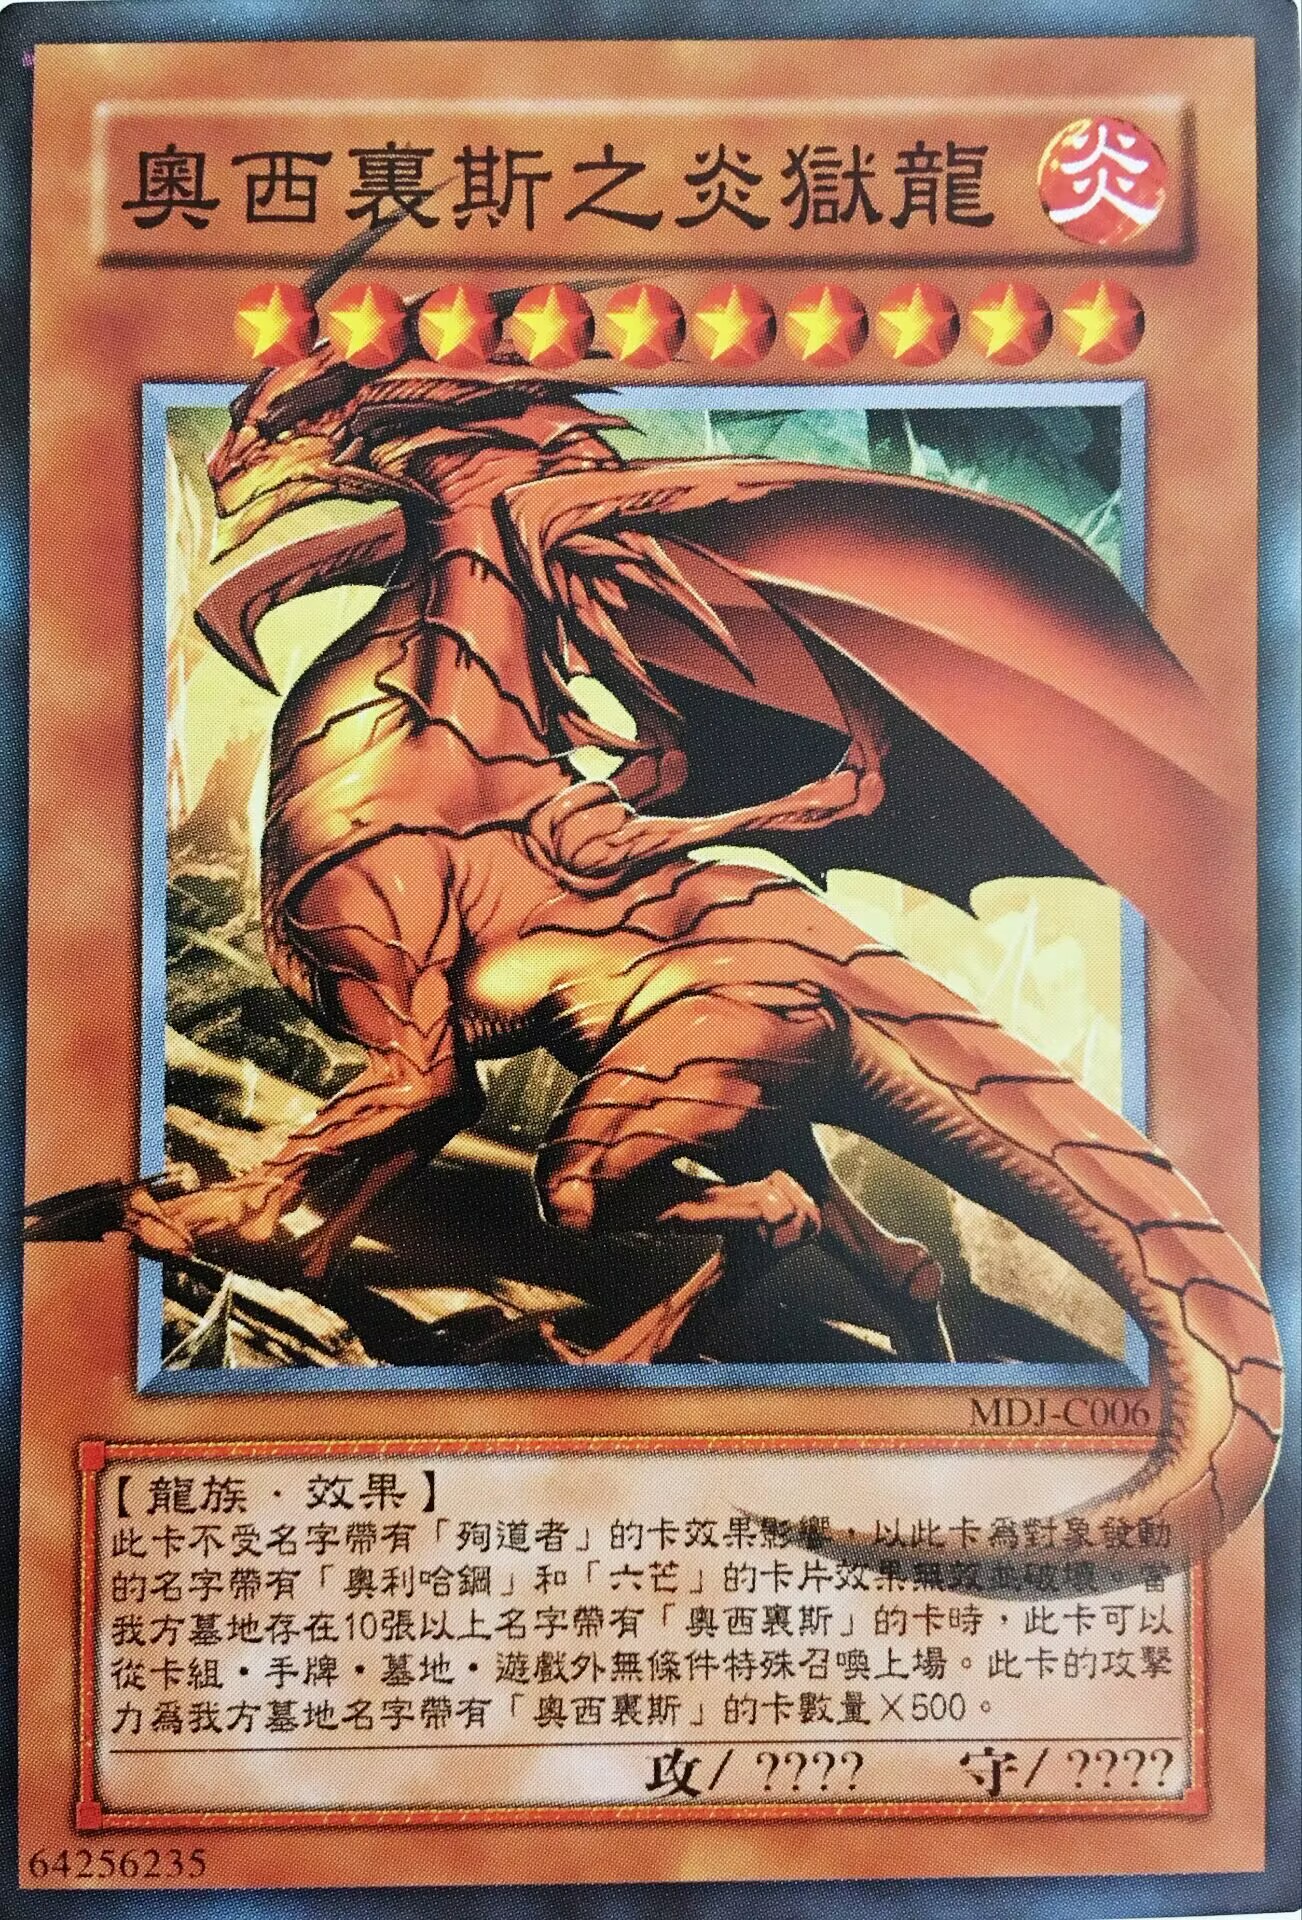 奧西裏斯之炎獄龍 炎
MDJ-C006
【龍族·效果】
此卡不受名字帶有「殉道者」的卡效果影響，以此卡爲對象發動
的名字帶有「奧利哈鋼」和「六芒」的卡片效果無效並破壞。當
我方墓地存在10張以上名字帶有「奧西裏斯」的卡時，此卡可以
從卡組・手牌・墓地・遊戲外無條件特殊召喚上場。此卡的攻擊
力爲我方墓地名字帶有「奧西裏斯」的卡數量×500。
攻/ ???? 守/ ????
64256235